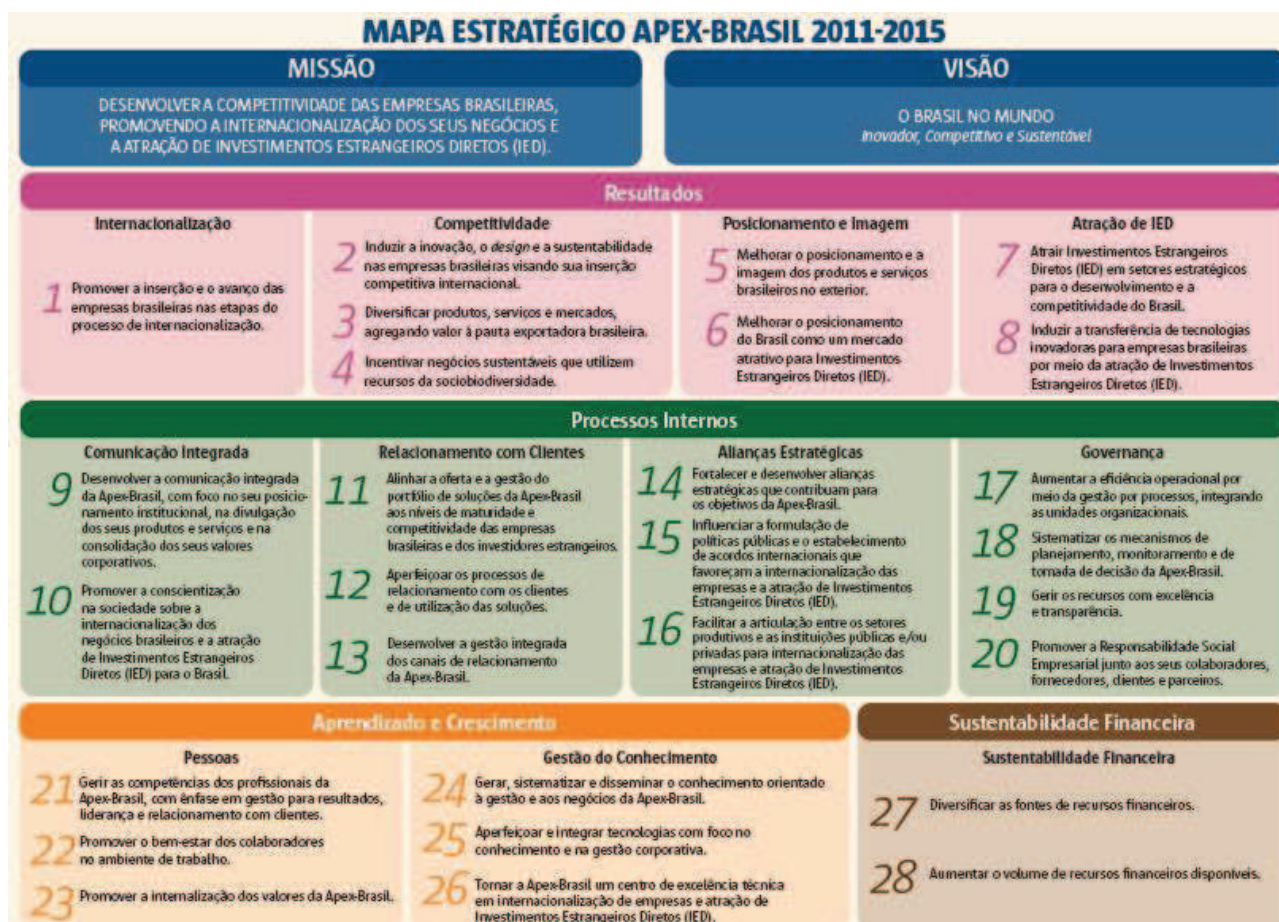 MAPA ESTRATÉGICO APEX-BRASIL 2011-2015
MISSÃO
DESENVOLVER A COMPETITIVIDADE DAS EMPRESAS BRASILEIRAS,
PROMOVENDO A INTERNACIONALIZAÇÃO DOS SEUS NEGÓCIOS E
A ATRAÇÃO DE INVESTIMENTOS ESTRANGEIROS DIRETOS (IED).
VISÃO
O BRASIL NO MUNDO
Inovador, Competitivo e Sustentável
Resultados
Internacionalização
1 Promover a inserção e o avanço das
empresas brasileiras nas etapas do
processo de internacionalização.
Competitividade
2 Induzir a inovação, o design e a sustentabilidade
nas empresas brasileiras visando sua inserção
competitiva internacional.
3 Diversificar produtos, serviços e mercados,
agregando valor à pauta exportadora brasileira.
4 Incentivar negócios sustentáveis que utilizem
recursos da sociobiodiversidade.
Posicionamento e Imagem
5 Melhorar o posicionamento e a
imagem dos produtos e serviços
brasileiros no exterior.
6 Melhorar o posicionamento
do Brasil como um mercado
atrativo para Investimentos
Estrangeiros Diretos (IED).
Atração de IED
7 Atrair Investimentos Estrangeiros
Diretos (IED) em setores estratégicos
para o desenvolvimento e a
competitividade do Brasil.
8 Induzir a transferência de tecnologias
inovadoras para empresas brasileiras
por meio da atração de Investimentos
Estrangeiros Diretos (IED).
Processos Internos
Comunicação Integrada
9 Desenvolver a comunicação integrada
da Apex-Brasil, com foco no seu posicio-
namento institucional, na divulgação
dos seus produtos e serviços e na
consolidação dos seus valores
corporativos.
10 Promover a conscientização
na sociedade sobre a
internacionalização dos
negócios brasileiros e a atração
de Investimentos Estrangeiros
Diretos (IED) para o Brasil.
Relacionamento com Clientes
11 Alinhar a oferta e a gestão do
portfólio de soluções da Apex-Brasil
aos níveis de maturidade e
competitividade das empresas
brasileiras e dos investidores estrangeiros.
12 Aperfeiçoar os processos de
relacionamento com os clientes
e de utilização das soluções.
13 Desenvolver a gestão integrada
dos canais de relacionamento
da Apex-Brasil.
Alianças Estratégicas
14 Fortalecer e desenvolver alianças
estratégicas que contribuam para
os objetivos da Apex-Brasil.
15 Influenciar a formulação de
políticas públicas e o estabelecimento
de acordos internacionais que
favoreçam a internacionalização das
empresas e a atração de Investimentos
Estrangeiros Diretos (IED).
16 Facilitar a articulação entre os setores
produtivos e as instituições públicas e/ou
privadas para internacionalização das
empresas e atração de Investimentos
Estrangeiros Diretos (IED).
Governança
17 Aumentar a eficiência operacional por
meio da gestão por processos, integrando
as unidades organizacionais.
18 Sistematizar os mecanismos de
planejamento, monitoramento e de
tomada de decisão da Apex-Brasil.
19 Gerir os recursos com excelência
e transparência.
20 Promover a Responsabilidade Social
Empresarial junto aos seus colaboradores,
fornecedores, clientes e parceiros.
Aprendizado e Crescimento
Pessoas
21 Gerir as competências dos profissionais da
Apex-Brasil, com ênfase em gestão para resultados,
liderança e relacionamento com clientes.
22 Promover o bem-estar dos colaboradores
no ambiente de trabalho.
23 Promover a internalização dos valores da Apex-Brasil.
Gestão do Conhecimento
24 Gerar, sistematizar e disseminar o conhecimento orientado
à gestão e aos negócios da Apex-Brasil.
25 Aperfeiçoar e integrar tecnologias com foco no
conhecimento e na gestão corporativa.
26 Tornar a Apex-Brasil um centro de excelência técnica
em internacionalização de empresas e atração de
Investimentos Estrangeiros Diretos (IED).
Sustentabilidade Financeira
Sustentabilidade Financeira
27 Diversificar as fontes de recursos financeiros.
28 Aumentar o volume de recursos financeiros disponíveis.